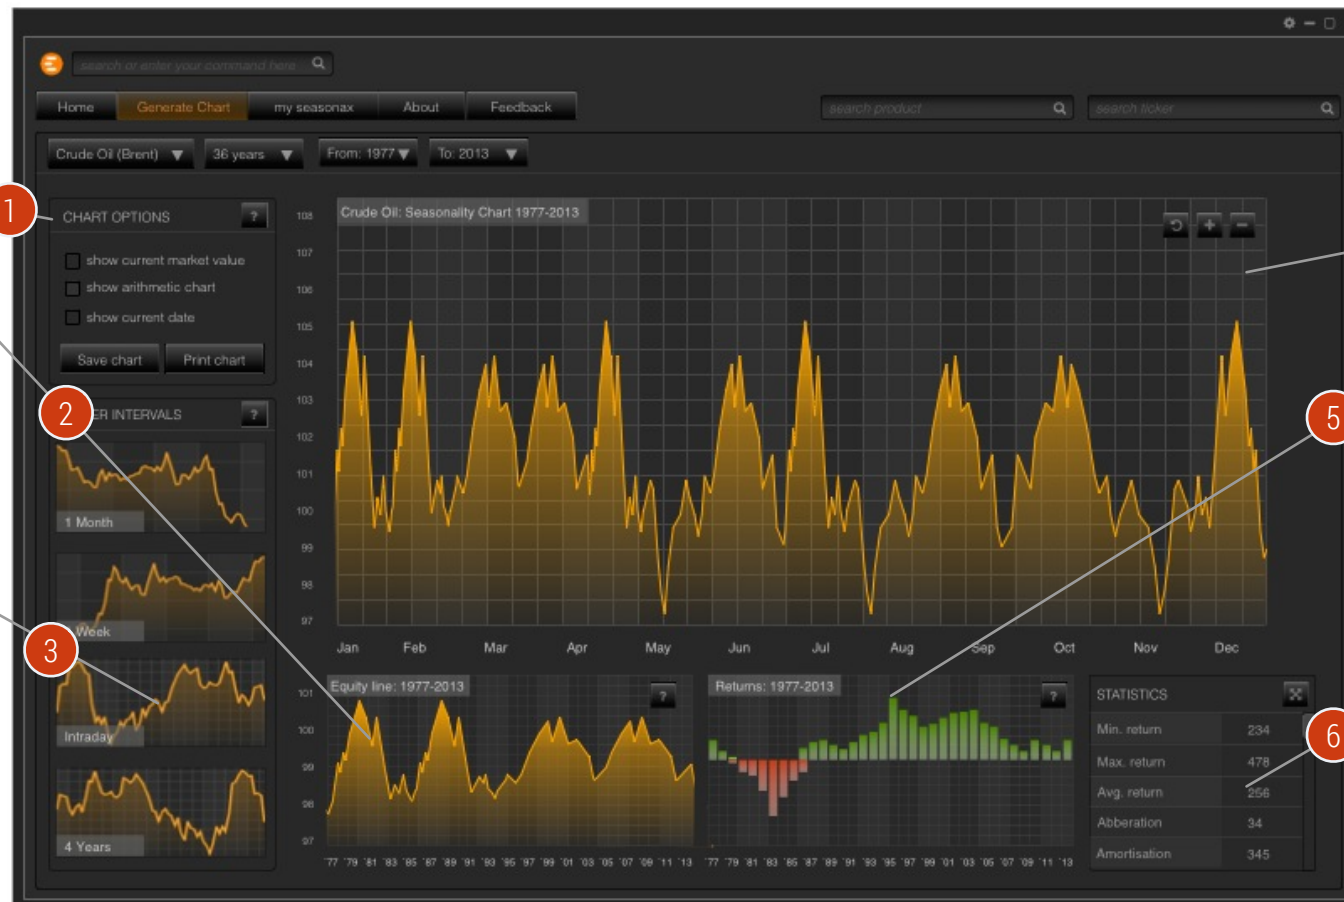 search or enter your command here
Home Generate Chart my seasonax About Feedback search product search ticker
Crude Oil (Brent) 36 years From: 1977 To: 2013
1
CHART OPTIONS ?
show current market value
show arithmetic chart
show current date
Save chart Print chart
2
INTERVALS ?
1 Month
Week
3
Intraday
4 Years
Crude Oil: Seasonality Chart 1977-2013
108
107
106
105
104
103
102
101
100
99
98
97
Jan Feb Mar Apr May Jun Jul Aug Sep Oct Nov Dec
5
Equity line: 1977-2013 ?
101
100
99
98
97
'77 '79 '81 '83 '85 '87 '89 '91 '93 '95 '97 '99 '01 '03 '05 '07 '09 '11 '13
Returns: 1977-2013 ?
'77 '79 '81 '83 '85 '87 '89 '91 '93 '95 '97 '99 '01 '03 '05 '07 '09 '11 '13
STATISTICS
Min. return 234
6
Max. return 478
Avg. return 256
Abberation 34
Amortisation 345